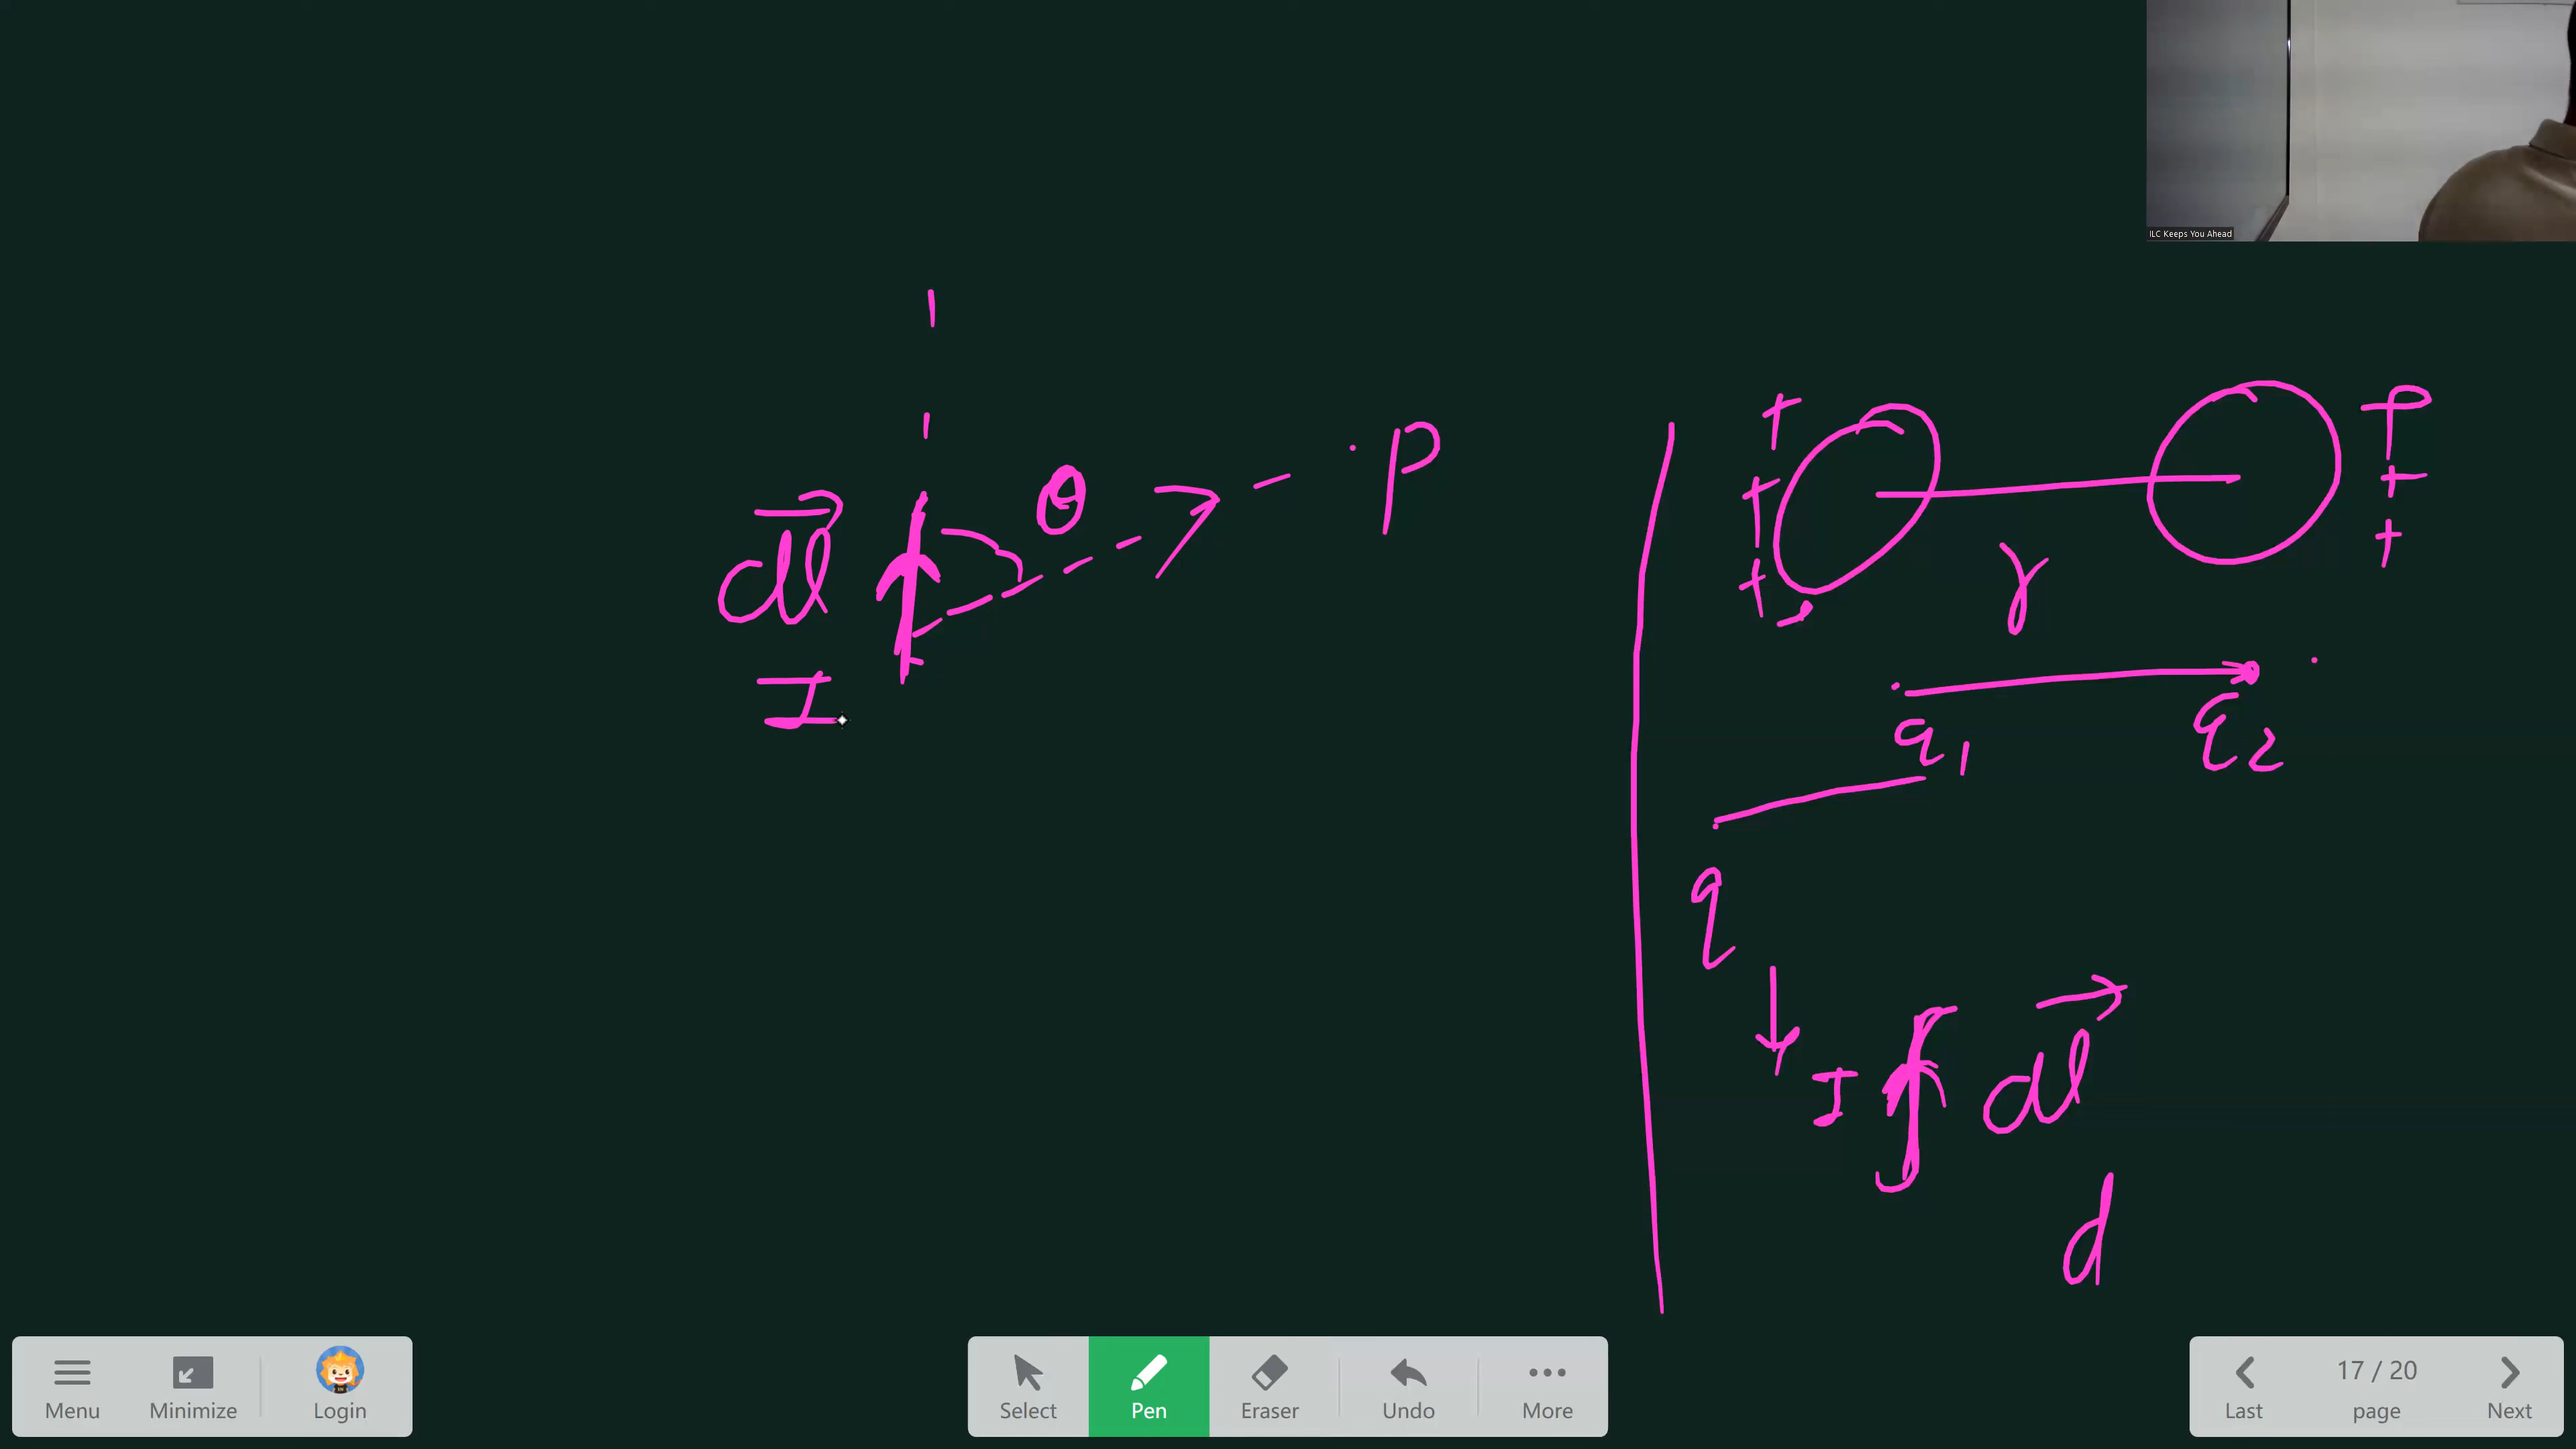 ILC Keeps You Ahead
θ
P
dl
I
+ + +
+ + +
r
q1
q2
q
I
dl
d
Menu Minimize Login
Select Pen Eraser Undo More
17 / 20
Last page Next